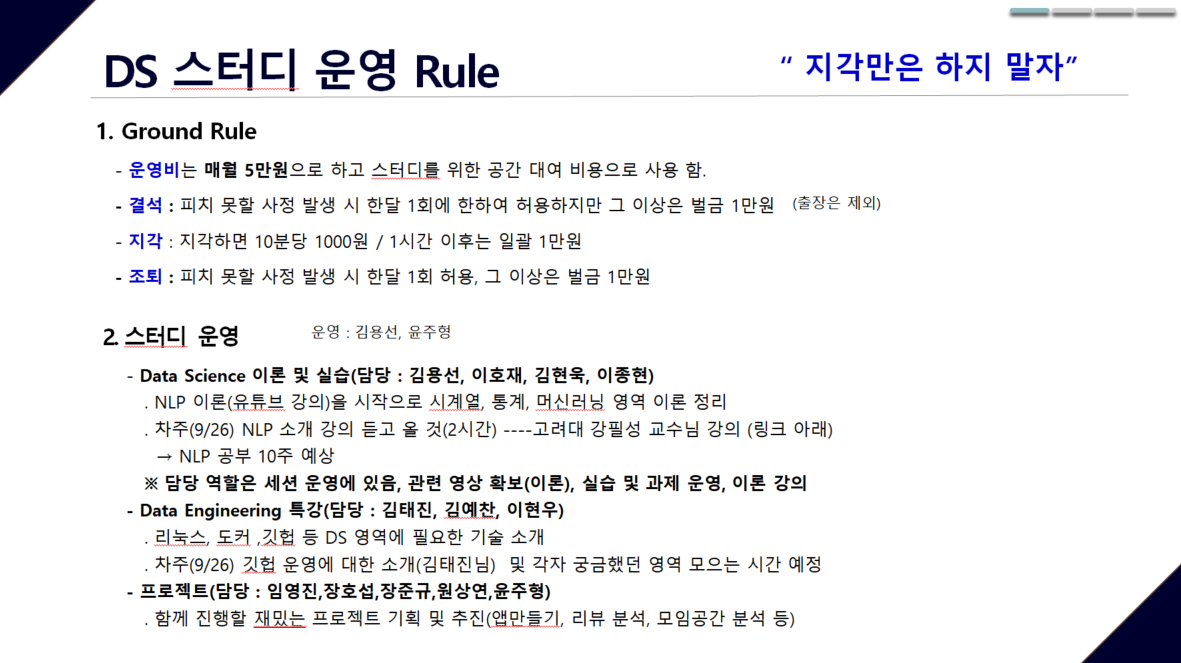 DS 스터디 운영 Rule
“ 지각만은 하지 말자”
1. Ground Rule
- 운영비는 매월 5만원으로 하고 스터디를 위한 공간 대여 비용으로 사용 함.
- 결석 : 피치 못할 사정 발생 시 한달 1회에 한하여 허용하지만 그 이상은 벌금 1만원 (출장은 제외)
- 지각 : 지각하면 10분당 1000원 / 1시간 이후는 일괄 1만원
- 조퇴 : 피치 못할 사정 발생 시 한달 1회 허용, 그 이상은 벌금 1만원
2. 스터디 운영
운영 : 김용선, 윤주형
- Data Science 이론 및 실습(담당 : 김용선, 이호재, 김현욱, 이종현)
. NLP 이론(유튜브 강의)을 시작으로 시계열, 통계, 머신러닝 영역 이론 정리
. 차주(9/26) NLP 소개 강의 듣고 올 것(2시간) ----고려대 강필성 교수님 강의 (링크 아래)
→ NLP 공부 10주 예상
※ 담당 역할은 세션 운영에 있음, 관련 영상 확보(이론), 실습 및 과제 운영, 이론 강의
- Data Engineering 특강(담당 : 김태진, 김예찬, 이현우)
. 리눅스, 도커 ,깃헙 등 DS 영역에 필요한 기술 소개
. 차주(9/26) 깃헙 운영에 대한 소개(김태진님) 및 각자 궁금했던 영역 모으는 시간 예정
- 프로젝트(담당 : 임영진,장호섭,장준규,원상연,윤주형)
. 함께 진행할 재밌는 프로젝트 기획 및 추진(앱만들기, 리뷰 분석, 모임공간 분석 등)